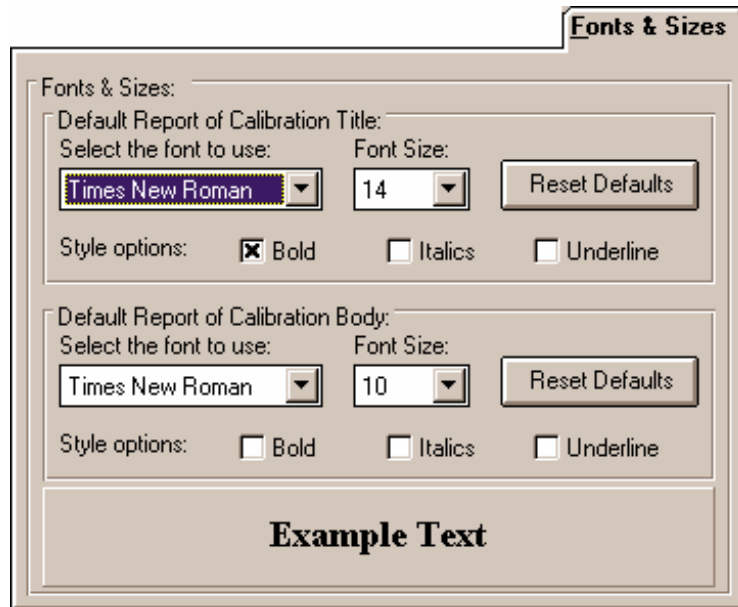 Fonts & Sizes
Fonts & Sizes:
Default Report of Calibration Title:
Select the font to use: Font Size:
Times New Roman 14 Reset Defaults
Style options: Bold Italics Underline
Default Report of Calibration Body:
Select the font to use: Font Size:
Times New Roman 10 Reset Defaults
Style options: Bold Italics Underline
Example Text